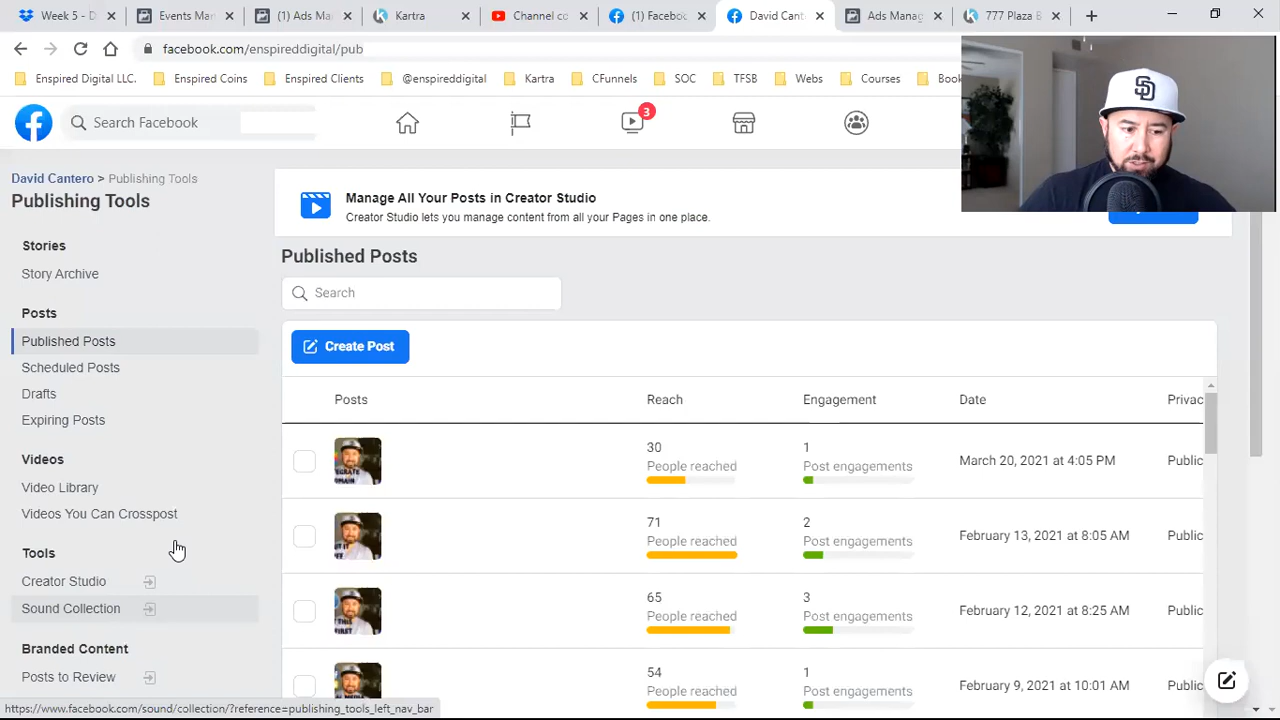 Week 5 - D
Events Man
(1) Ads Ma
Kartra
Channel co
(1) Facebook
David Cant
Ads Manag
777 Plaza B
facebook.com/enspireddigital/pub
Enspired Digital LLC.
Enspired Coins
Enspired Clients
@enspireddigital
Kartra
CFunnels
SOC
TFSB
Webs
Courses
Book
Search Facebook
3
David Cantero > Publishing Tools
Publishing Tools
Stories
Story Archive
Posts
Published Posts
Scheduled Posts
Drafts
Expiring Posts
Videos
Video Library
Videos You Can Crosspost
Tools
Creator Studio
Sound Collection
Branded Content
Posts to Review
Manage All Your Posts in Creator Studio
Creator Studio lets you manage content from all your Pages in one place.
Published Posts
Search
Create Post
Posts Reach Engagement Date Privac
30 1
People reached Post engagements March 20, 2021 at 4:05 PM Public
71 2
People reached Post engagements February 13, 2021 at 8:05 AM Public
65 3
People reached Post engagements February 12, 2021 at 8:25 AM Public
54 1
People reached Post engagements February 9, 2021 at 10:01 AM Public
https://www.facebook.com/sound/collection/?reference=publishing_tools_left_nav_bar